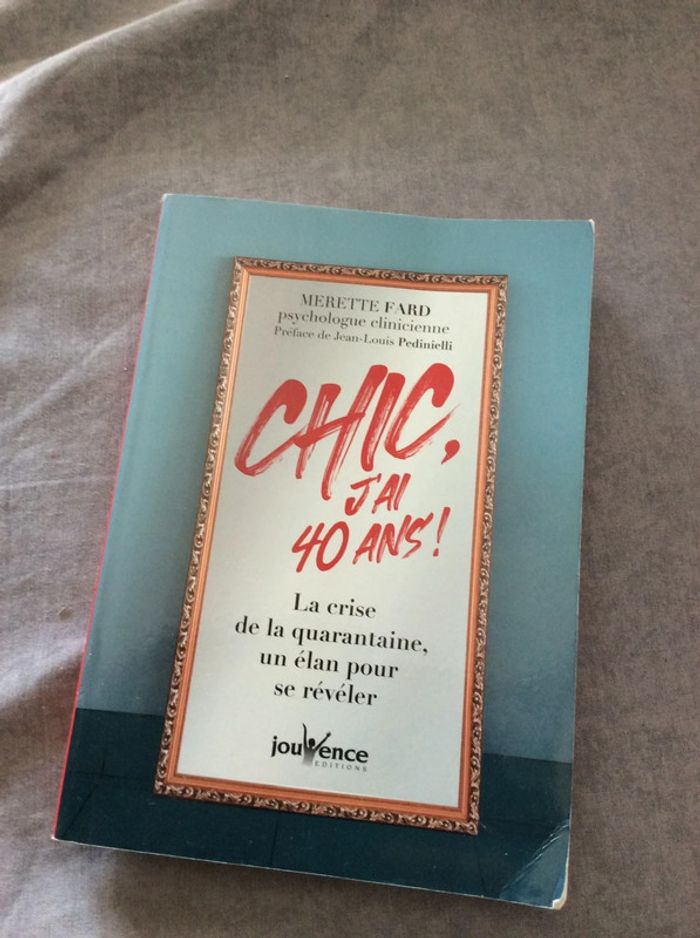 MERETTE FARD
psychologue clinicienne
Préface de Jean-Louis Pedinielli
CHIC,
J'AI
40 ANS !
La crise
de la quarantaine,
un élan pour
se révéler
jouvence
EDITIONS